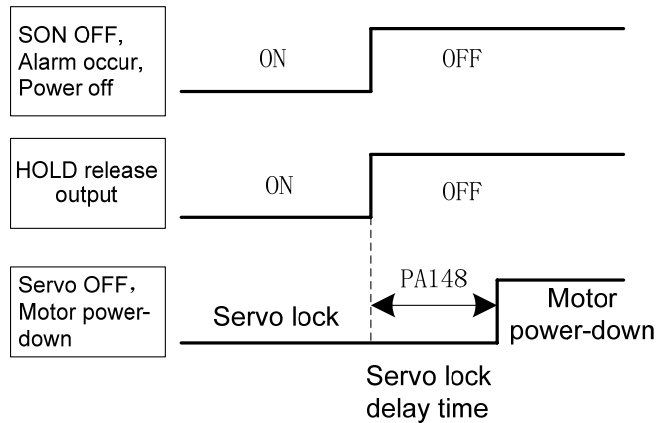 SON OFF,
Alarm occur,
Power off
ON
OFF
HOLD release
output
ON
OFF
Servo OFF,
Motor power-
down
Servo lock
PA148
Motor
power-down
Servo lock
delay time